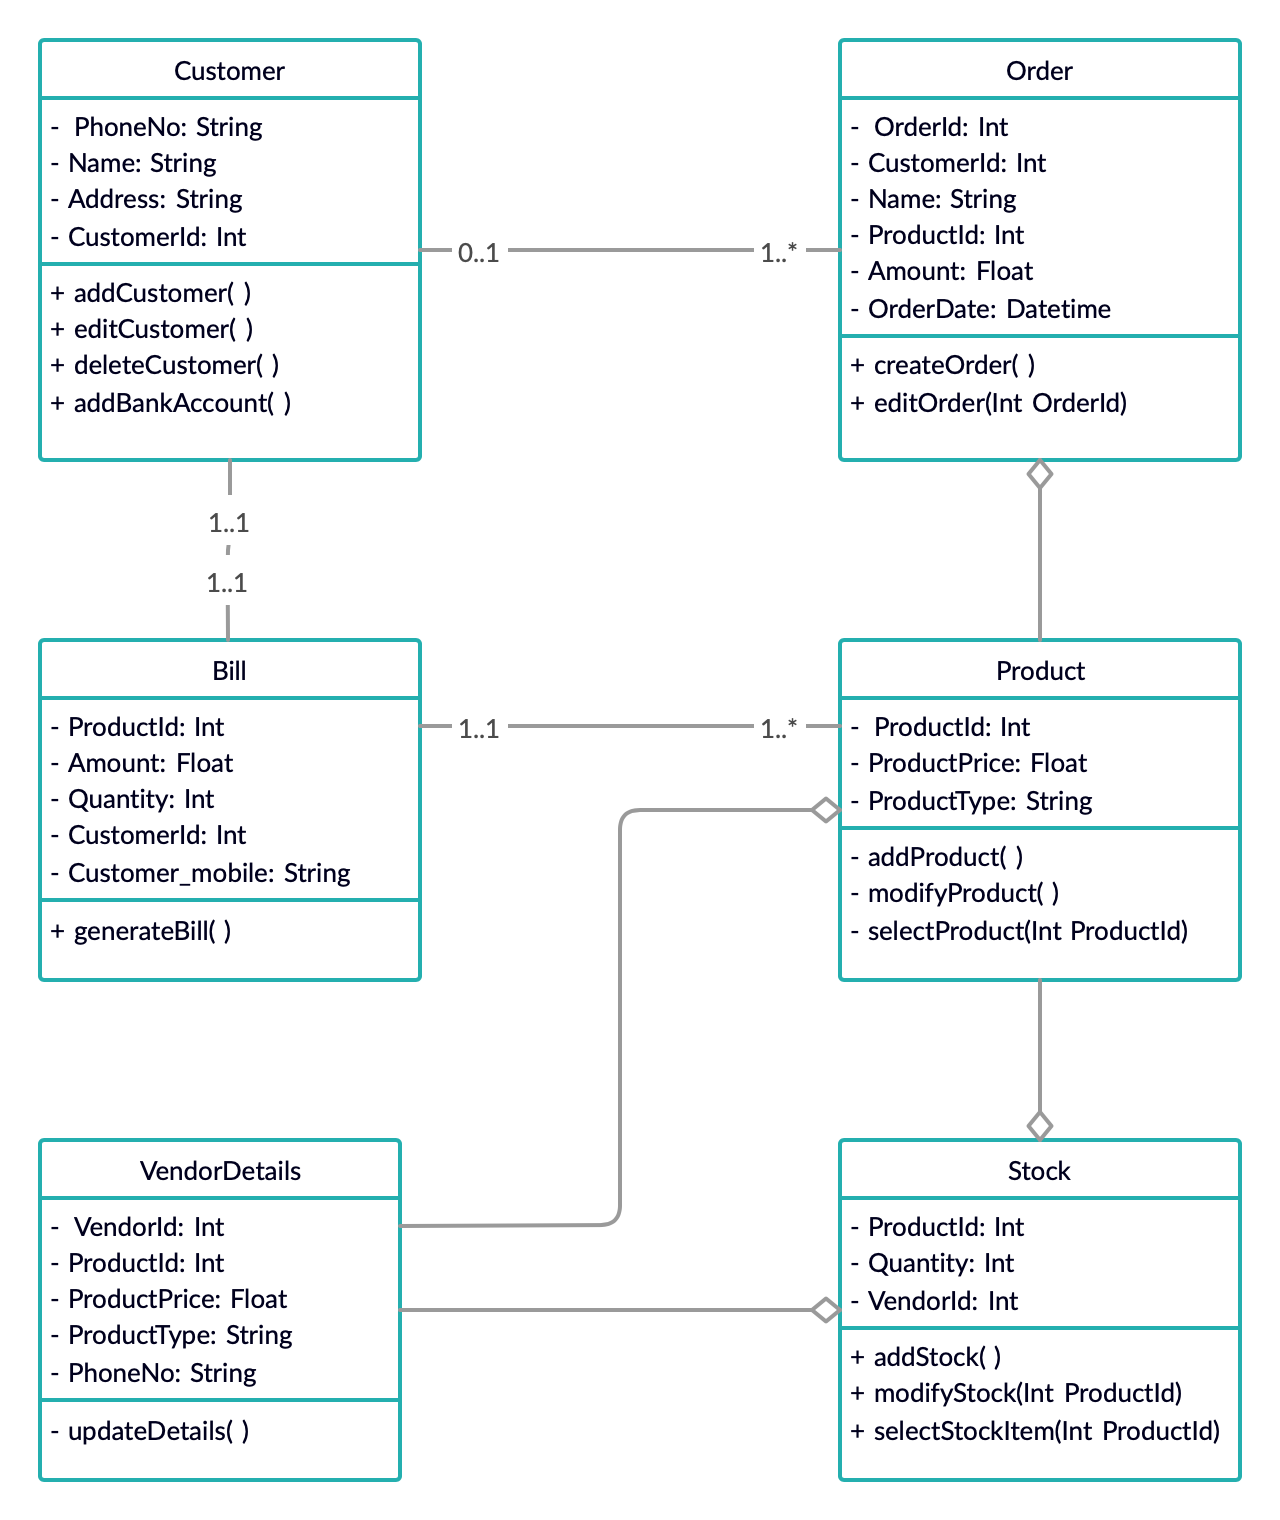 Customer
-  PhoneNo: String
- Name: String
- Address: String
- CustomerId: Int
+ addCustomer( )
+ editCustomer( )
+ deleteCustomer( )
+ addBankAccount( )
0..1
1..*
Order
-  OrderId: Int
- CustomerId: Int
- Name: String
- ProductId: Int
- Amount: Float
- OrderDate: Datetime
+ createOrder( )
+ editOrder(Int OrderId)
1..1
1..1
Bill
- ProductId: Int
- Amount: Float
- Quantity: Int
- CustomerId: Int
- Customer_mobile: String
+ generateBill( )
1..1
1..*
Product
-  ProductId: Int
- ProductPrice: Float
- ProductType: String
- addProduct( )
- modifyProduct( )
- selectProduct(Int ProductId)
VendorDetails
-  VendorId: Int
- ProductId: Int
- ProductPrice: Float
- ProductType: String
- PhoneNo: String
- updateDetails( )
Stock
- ProductId: Int
- Quantity: Int
- VendorId: Int
+ addStock( )
+ modifyStock(Int ProductId)
+ selectStockItem(Int ProductId)